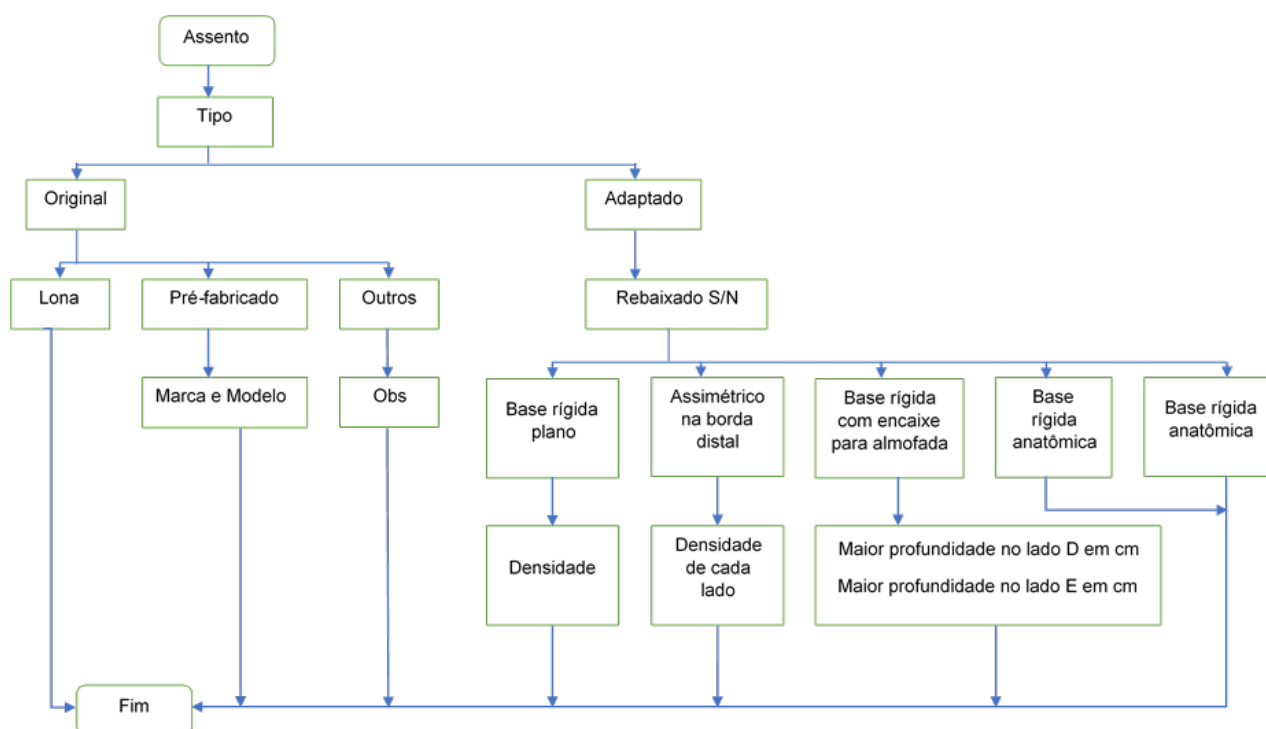 Assento
Tipo
Original
Adaptado
Lona
Pré-fabricado
Outros
Rebaixado S/N
Marca e Modelo
Obs
Base rígida
plano
Assimétrico
na borda
distal
Base rígida
com encaixe
para almofada
Base
rígida
anatômica
Base rígida
anatômica
Densidade
Densidade
de cada
lado
Maior profundidade no lado D em cm
Maior profundidade no lado E em cm
Fim